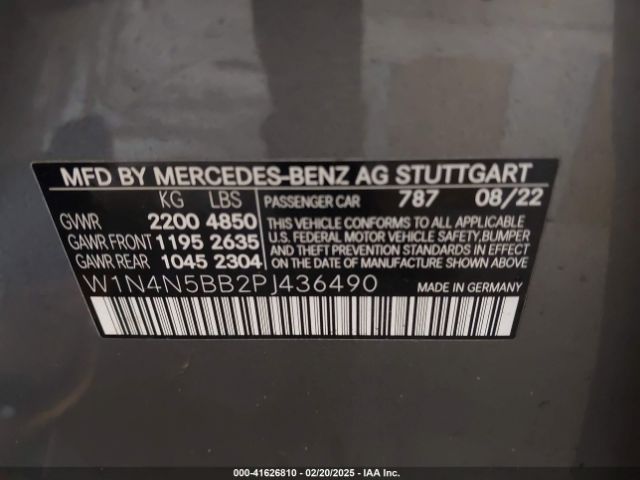 MFD BY MERCEDES-BENZ AG STUTTGART
KG LBS
GVWR 2200 4850
GAWR FRONT 1195 2635
GAWR REAR 1045 2304
PASSENGER CAR 787 08/22
THIS VEHICLE CONFORMS TO ALL APPLICABLE
U.S. FEDERAL MOTOR VEHICLE SAFETY, BUMPER,
AND THEFT PREVENTION STANDARDS IN EFFECT
ON THE DATE OF MANUFACTURE SHOWN ABOVE.
W1N4N5BB2PJ436490 MADE IN GERMANY
000-41626810 - 02/20/2025 - IAA Inc.